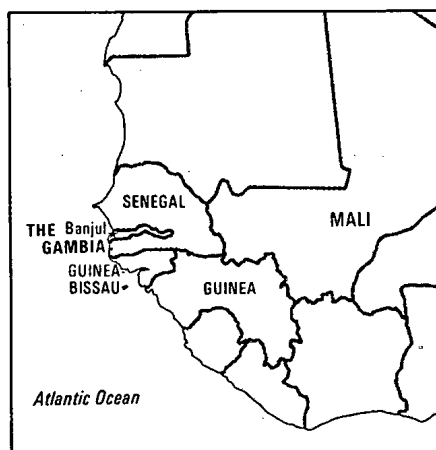 SENEGAL
THE Banjul
GAMBIA
MALI
GUINEA
BISSAU
GUINEA
Atlantic Ocean